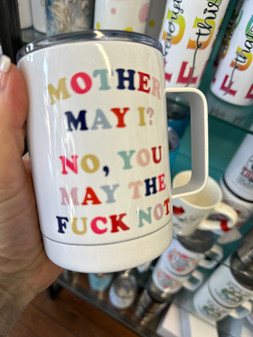 MOTHER
MAY I?
NO, YOU
MAY THE
FUCK NOT